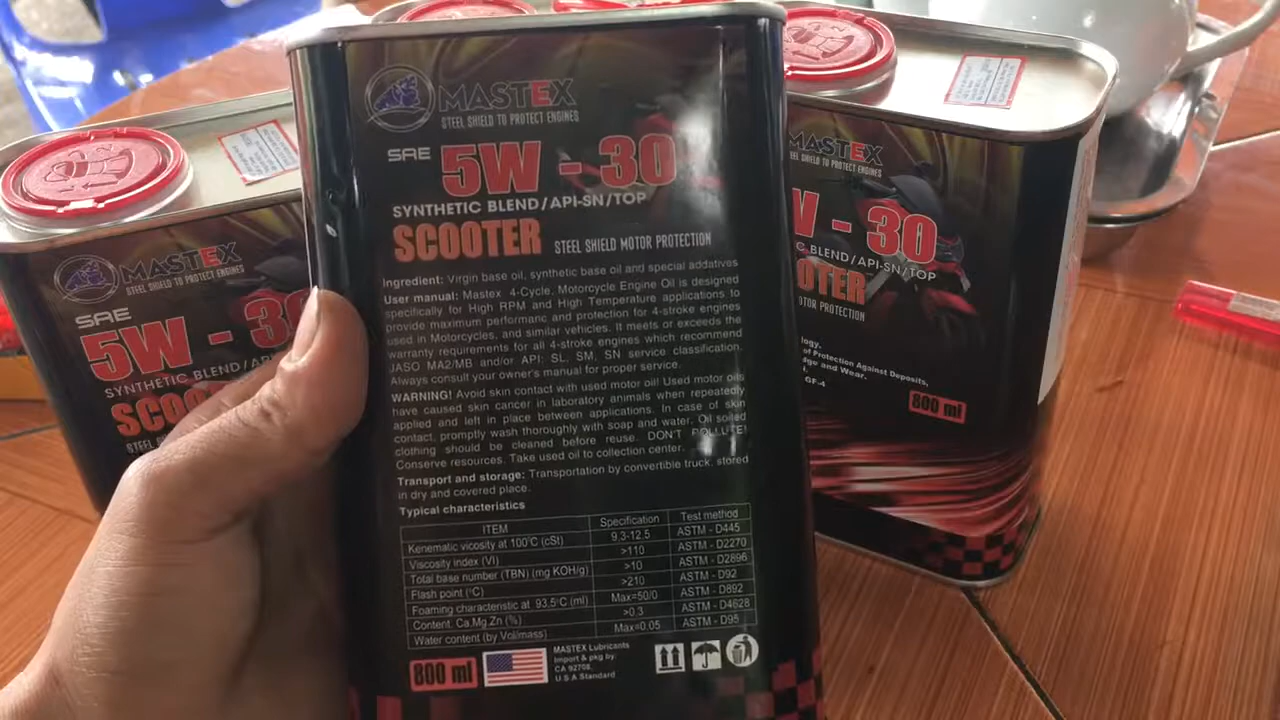 MASTEX
STEEL SHIELD TO PROTECT ENGINES
SAE 5W - 30
SYNTHETIC BLEND/API-SN/TOP
SCOOTER STEEL SHIELD MOTOR PROTECTION
Ingredient: Virgin base oil, synthetic base oil and special addatives
User manual: Mastex 4-Cycle, Motorcycle Engine Oil is designed
specifically for High RPM and High Temperature applications to
provide maximum performanc and protection for 4-stroke engines
used in Motorcycles, and similar vehicles. It meets or exceeds the
warranty requirements for all 4-stroke engines which recommend
JASO MA2/MB and/or API: SL, SM, SN service classification.
Always consult your owner's manual for proper service.
WARNING! Avoid skin contact with used motor oil! Used motor oils
have caused skin cancer in laboratory animals when repeatedly
applied and left in place between applications. In case of skin
contact, promptly wash thoroughly with soap and water. Oil soiled
clothing should be cleaned before reuse. DON'T POLLUTE!
Conserve resources. Take used oil to collection center.
Transport and storage: Transportation by convertible truck, stored
in dry and covered place.
Typical characteristics
ITEM Specification Test method
Kenematic vicosity at 100°C (cSt) 9,3-12,5 ASTM - D445
Viscosity index (VI) >110 ASTM - D2270
Total base number (TBN) (mg KOH/g) >10 ASTM - D2896
Flash point (°C) >210 ASTM - D92
Foaming characteristic at 93,5°C (ml) Max=50/0 ASTM - D892
Content, Ca,Mg,Zn (%) >0.3 ASTM - D4628
Water content (by Vol/mass) Max=0.05 ASTM - D95
800 ml
MASTEX Lubricants
Import & pkg by:
CA 92708,
U.S.A Standard
MASTEX
STEEL SHIELD TO PROTECT ENGINES
SAE
5W - 30
SYNTHETIC BLEND/AP
SCOO
STEEL
MASTEX
EEL SHIELD TO PROTECT ENGINES
W - 30
C BLEND/API-SN/TOP
OOTER
OTOR PROTECTION
logy,
of Protection Against Deposits,
dge and Wear.
GF-4
800 ml